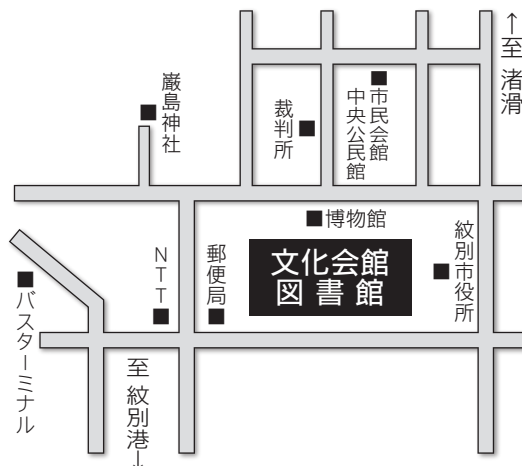 ↑至 渚滑
巌島神社
裁判所
市民会館
中央公民館
博物館
NTT
郵便局
文化会館
図書館
紋別市役所
バスターミナル
至 紋別港↓